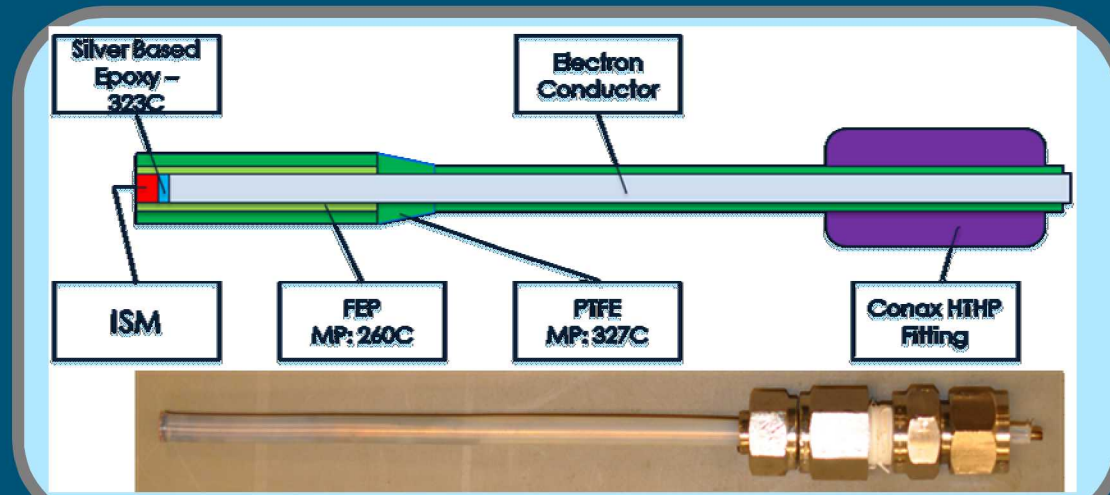 Silver Based
Epoxy –
323C
Electron
Conductor
ISM
FEP
MP: 260C
PTFE
MP: 327C
Conax HTHP
Fitting